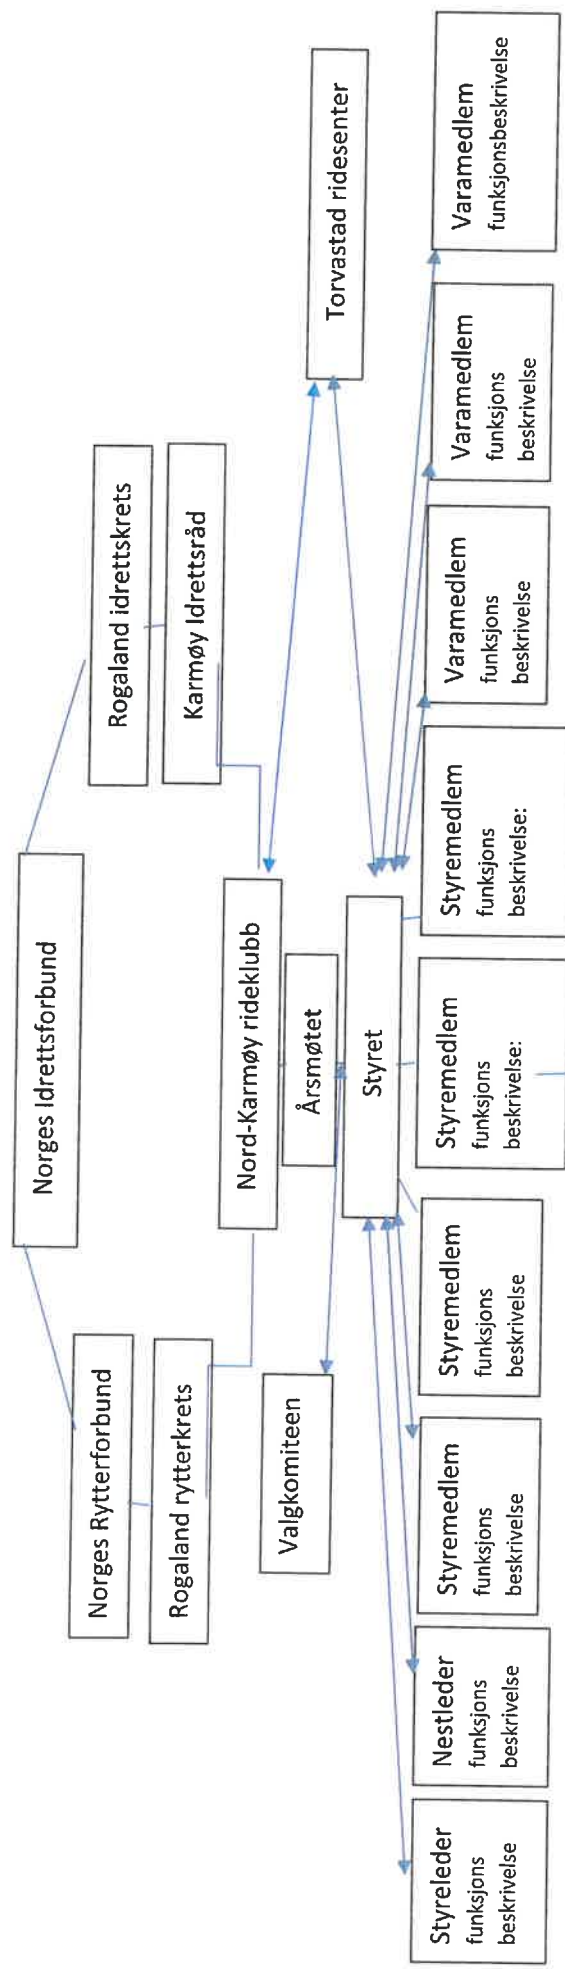 Norges Idrettsforbund
Norges Rytterforbund
Rogaland idrettskrets
Rogaland rytterkrets
Karmøy Idrettsråd
Nord-Karmøy rideklubb
Valgkomiteen
Årsmøtet
Torvastad ridesenter
Styret
Styreleder
funksjons
beskrivelse
Nestleder
funksjons
beskrivelse
Styremedlem
funksjons
beskrivelse
Styremedlem
funksjons
beskrivelse
Styremedlem
funksjons
beskrivelse:
Styremedlem
funksjons
beskrivelse:
Varamedlem
funksjons
beskrivelse
Varamedlem
funksjons
beskrivelse
Varamedlem
funksjonsbeskrivelse